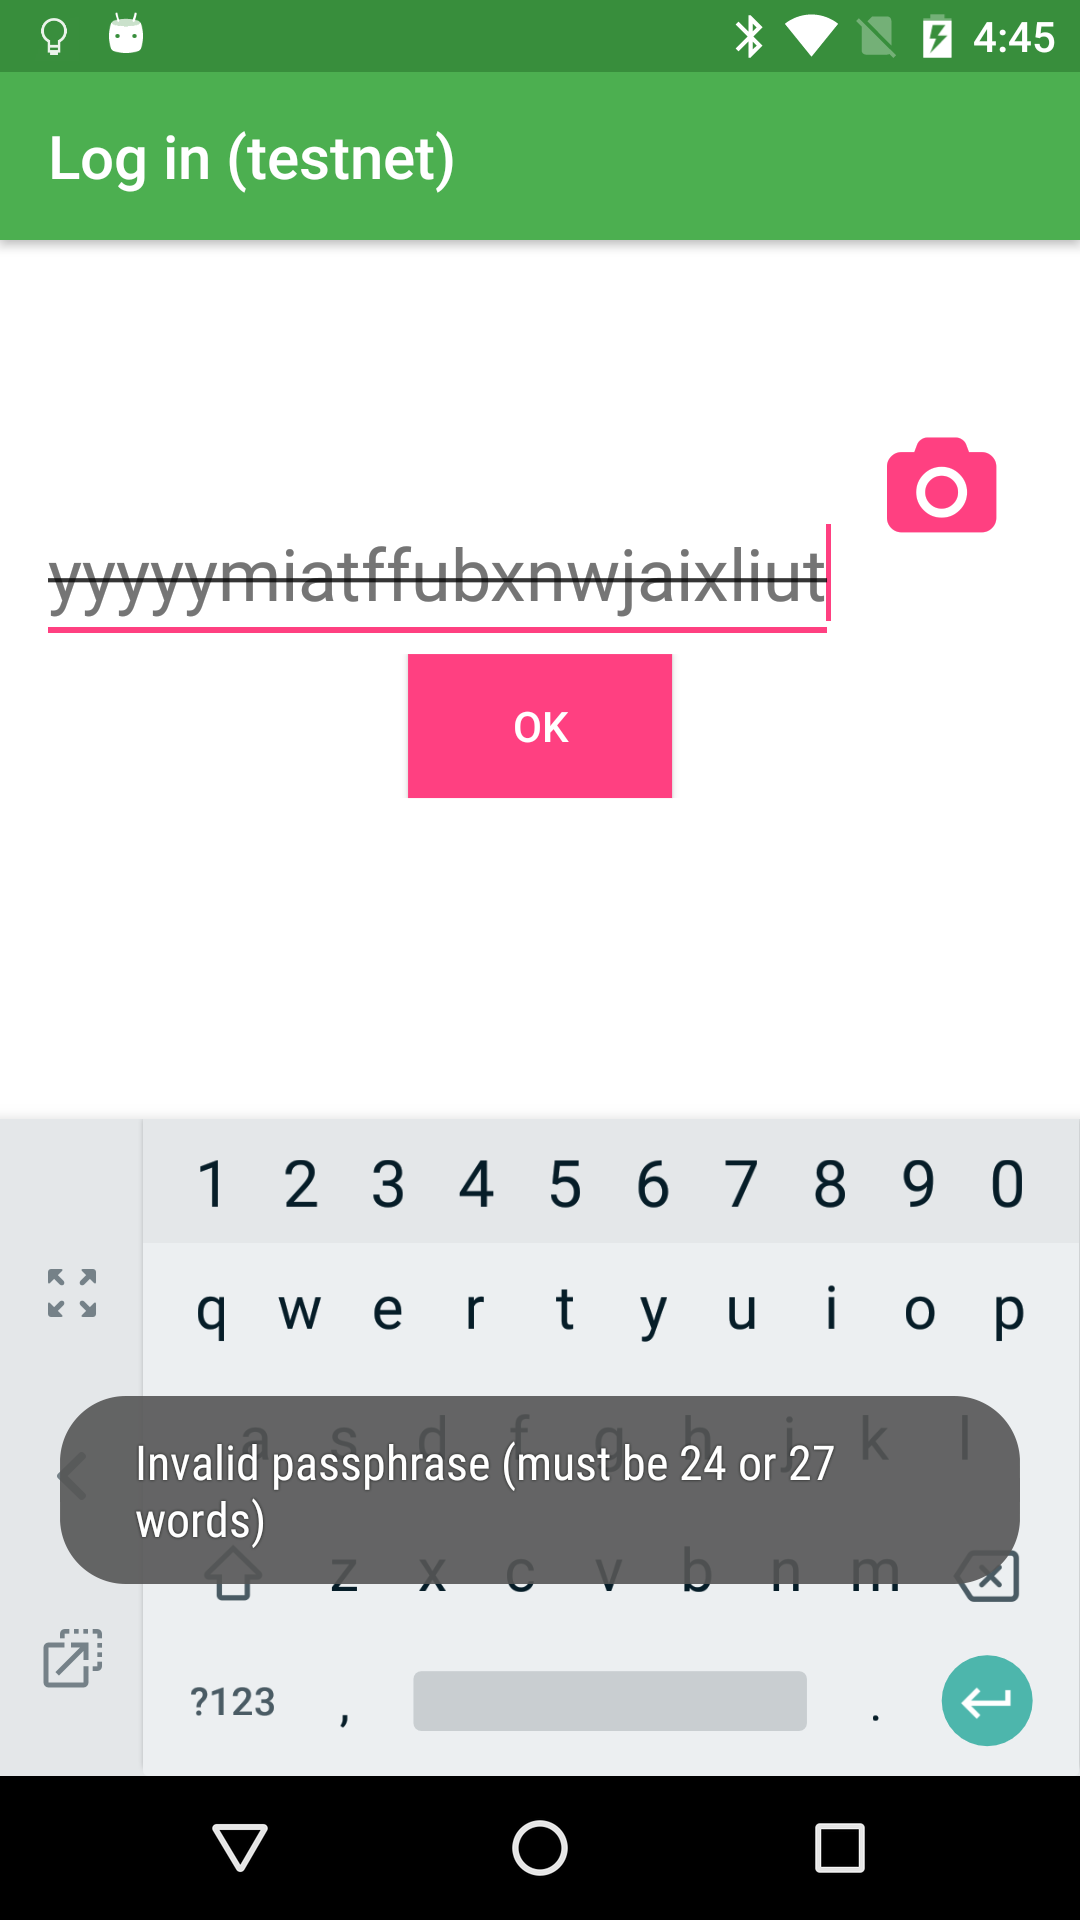 4:45
Log in (testnet)
yyyyymiatffubxnwjaixliut
OK
1 2 3 4 5 6 7 8 9 0
q w e r t y u i o p
a s d f g h j k l
Invalid passphrase (must be 24 or 27
words)
z x c v b n m
?123 , .